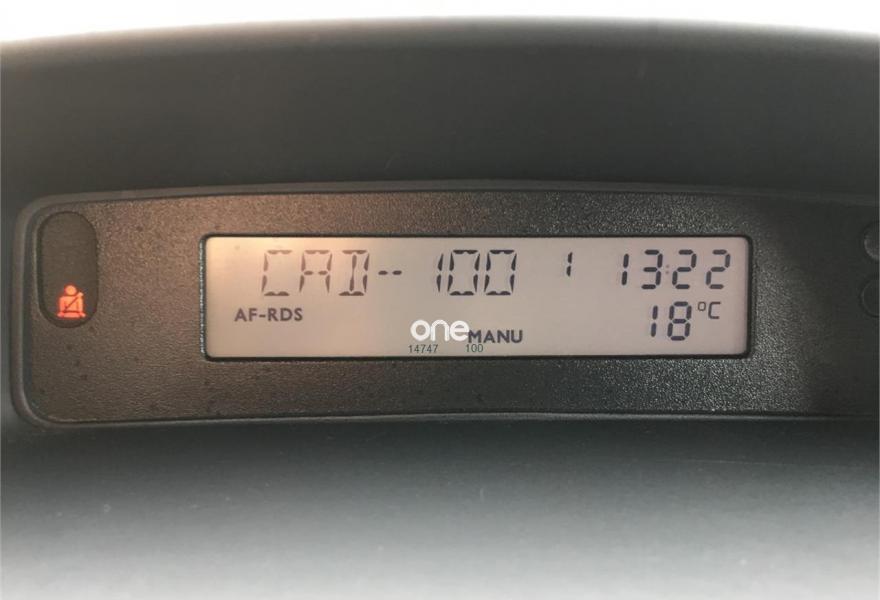 CAD-- 100 1 13:22
AF-RDS 18°C
one MANU
14747 100